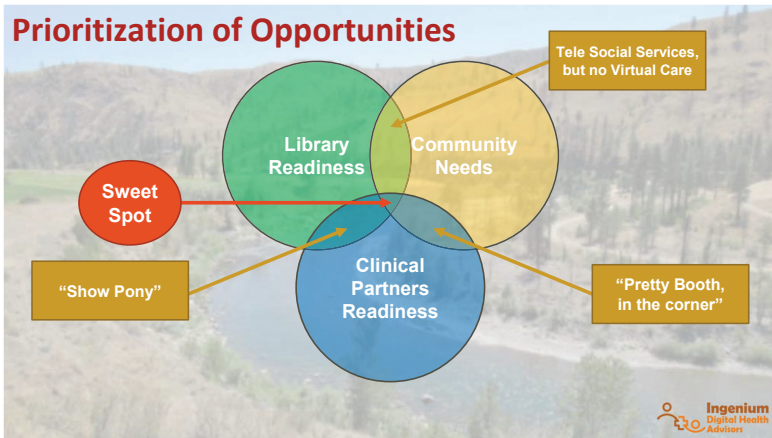 Prioritization of Opportunities
Tele Social Services,
but no Virtual Care
Library
Readiness
Community
Needs
Sweet
Spot
Clinical
Partners
Readiness
“Show Pony”
“Pretty Booth,
in the corner”
Ingenium
Digital Health
Advisors